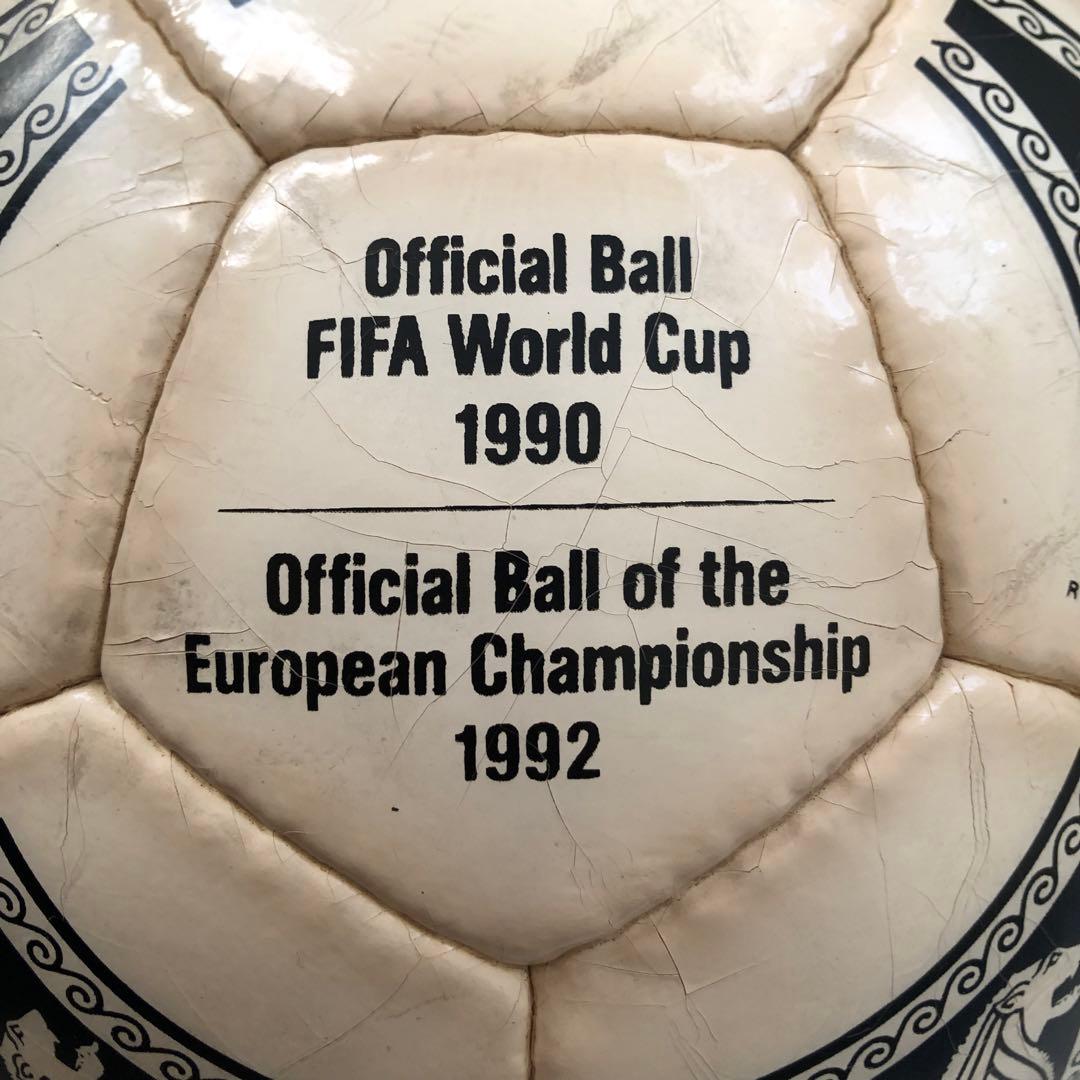 Official Ball
FIFA World Cup
1990
Official Ball of the
European Championship
1992
R